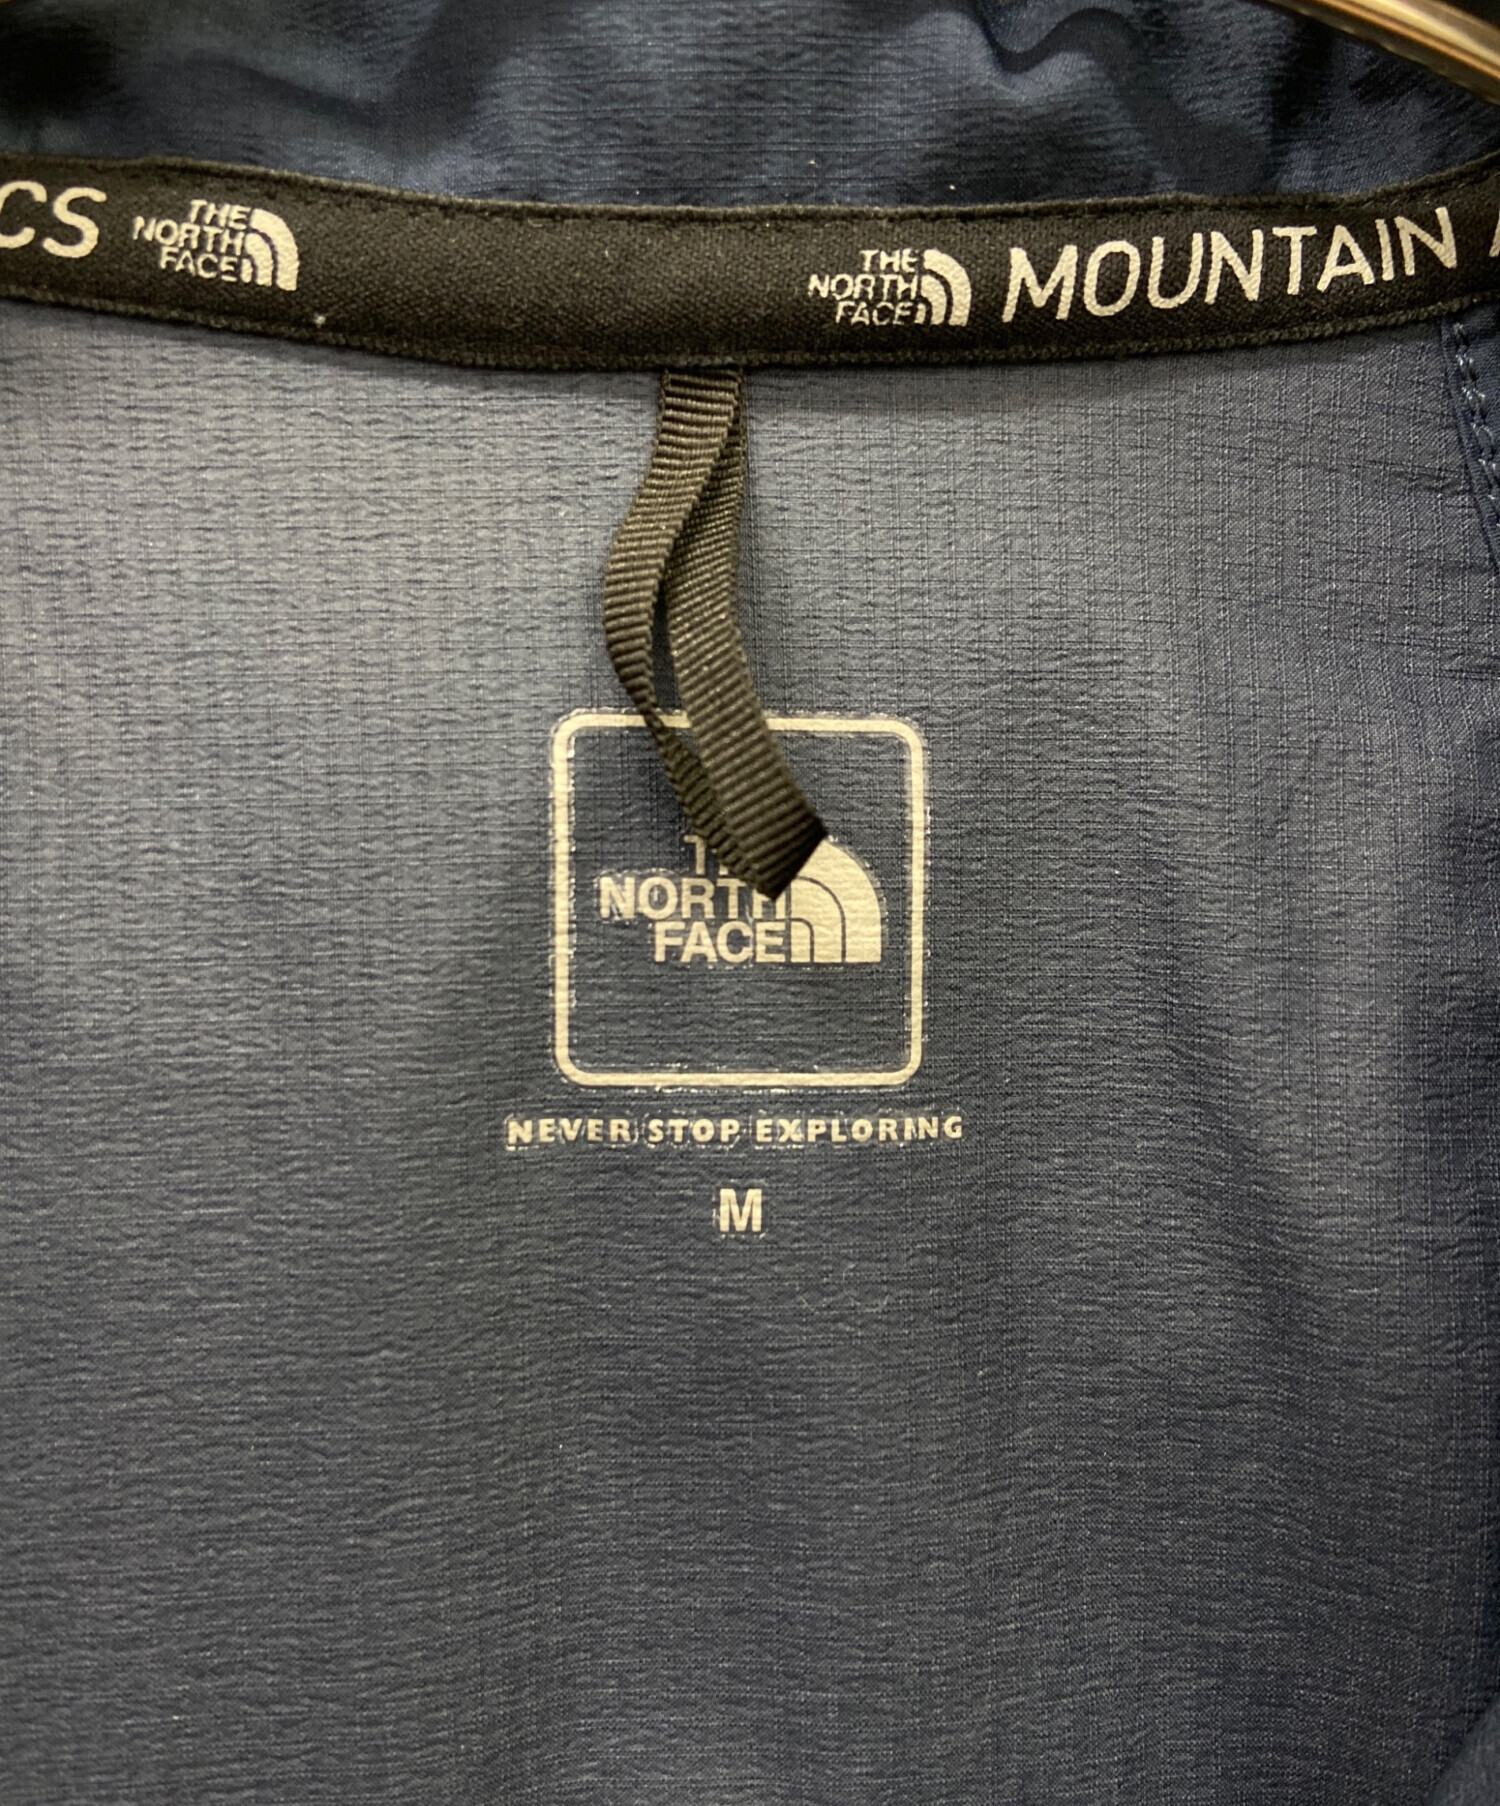 CS
THE
NORTH
FACE
THE
NORTH
FACE
MOUNTAIN
NORTH
FACE
NEVER STOP EXPLORING
M